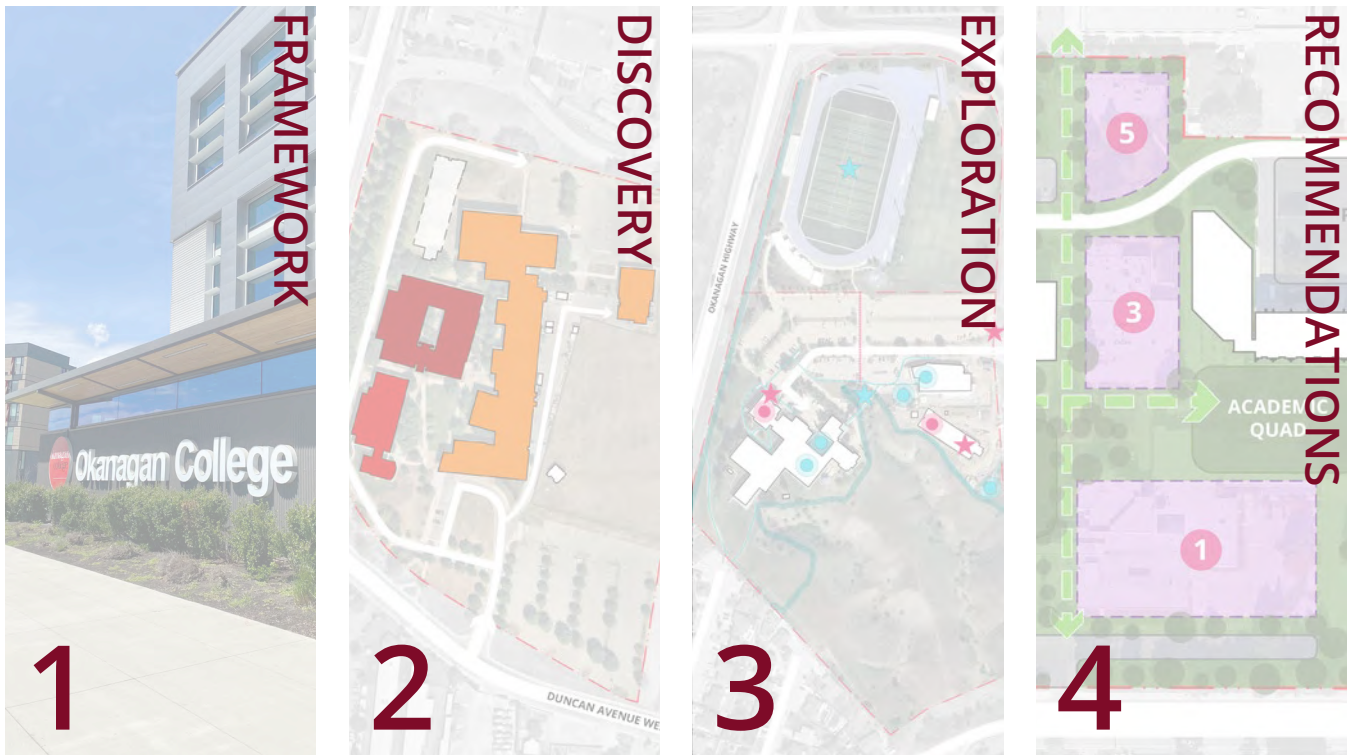 FRAMEWORK
Okanagan College
1
DISCOVERY
DUNCAN AVENUE WE
2
EXPLORATION
OKANAGAN HIGHWAY
3
RECOMMENDATIONS
5
3
ACADEMIC
QUAD
1
4